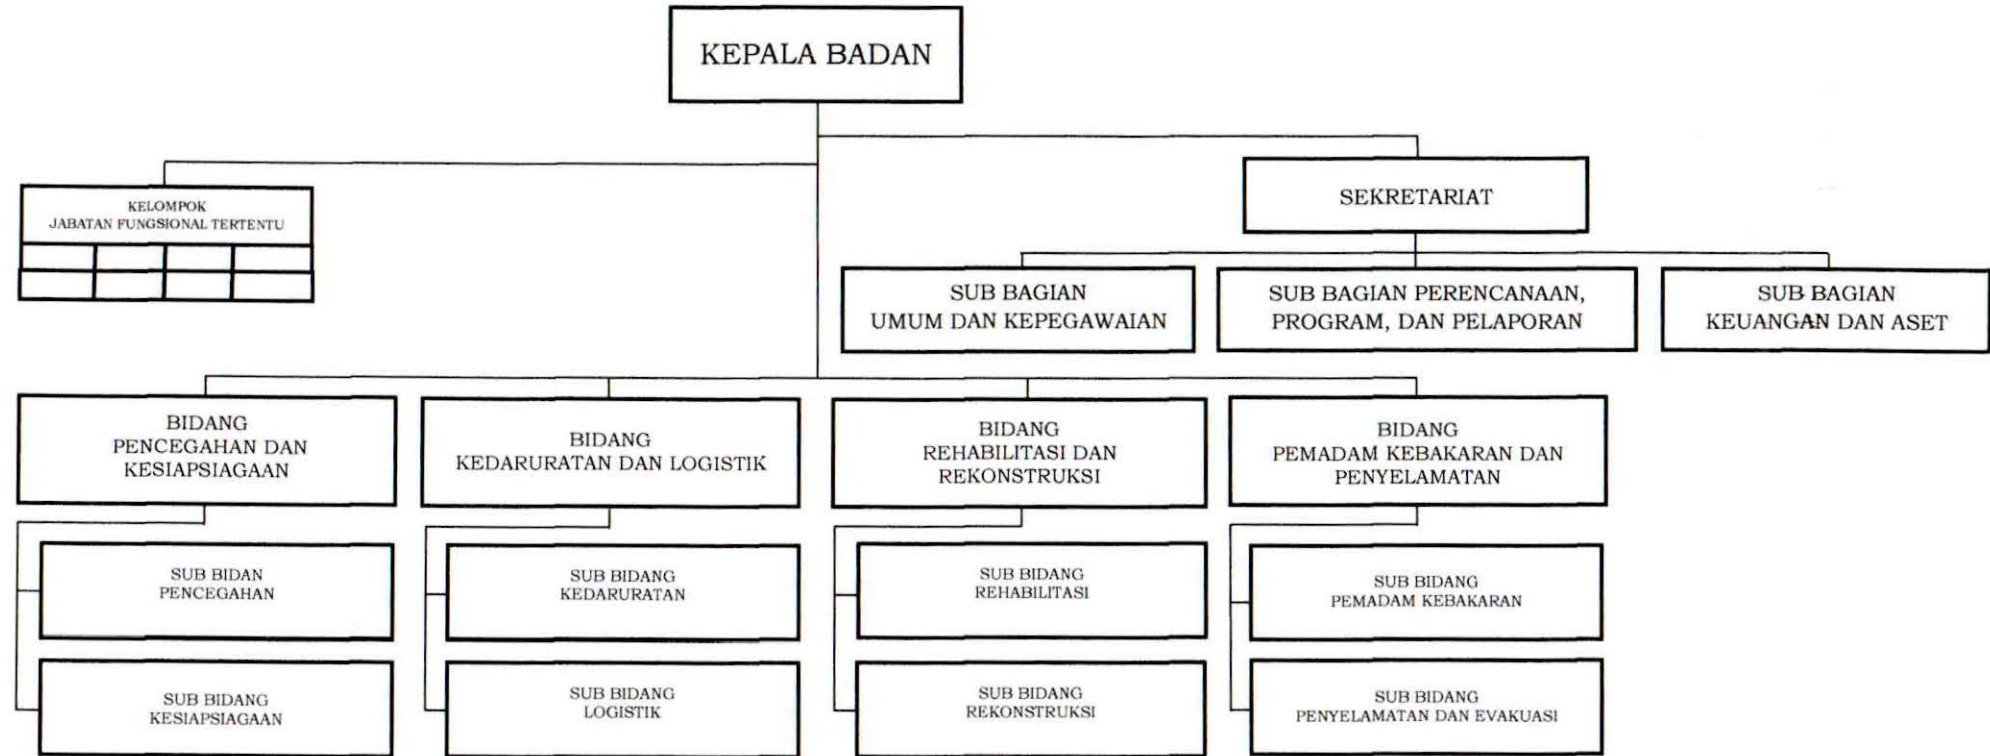 KEPALA BADAN
KELOMPOK
JABATAN FUNGSIONAL TERTENTU
SEKRETARIAT
SUB BAGIAN
UMUM DAN KEPEGAWAIAN
SUB BAGIAN PERENCANAAN,
PROGRAM, DAN PELAPORAN
SUB BAGIAN
KEUANGAN DAN ASET
BIDANG
PENCEGAHAN DAN
KESIAPSIAGAAN
BIDANG
KEDARURATAN DAN LOGISTIK
BIDANG
REHABILITASI DAN
REKONSTRUKSI
BIDANG
PEMADAM KEBAKARAN DAN
PENYELAMATAN
SUB BIDAN
PENCEGAHAN
SUB BIDANG
KEDARURATAN
SUB BIDANG
REHABILITASI
SUB BIDANG
PEMADAM KEBAKARAN
SUB BIDANG
KESIAPSIAGAAN
SUB BIDANG
LOGISTIK
SUB BIDANG
REKONSTRUKSI
SUB BIDANG
PENYELAMATAN DAN EVAKUASI